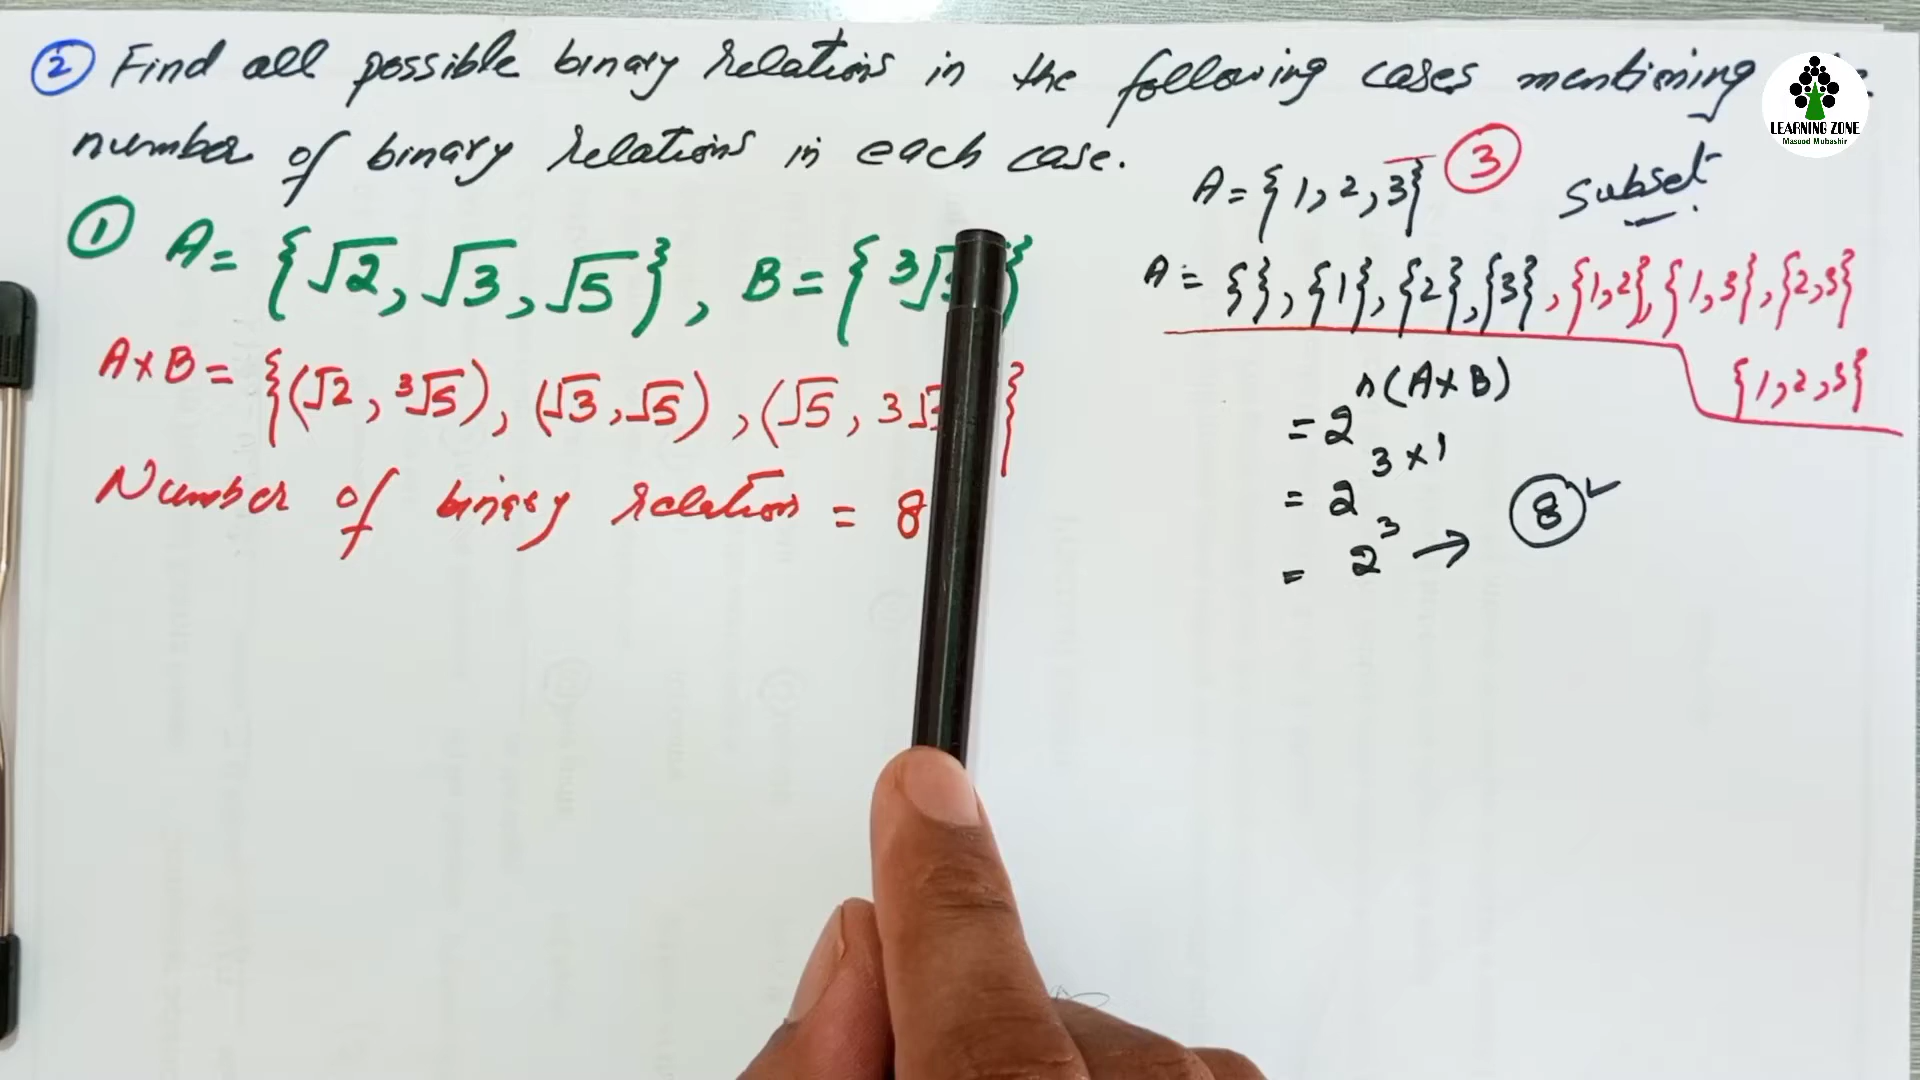 ② Find all possible binary relations in the following cases mentioning
number of binary relations in each case.
① A = {√2, √3, √5}, B = {³√5}
A×B = {(√2, ³√5), (√3, √5), (√5, 3√
Number of binary relation = 8
A = {1, 2, 3} ③ Subset
A = {}, {1}, {2}, {3}, {1,2}, {1,3}, {2,3}
{1,2,3}
= 2^n(A×B)
= 2^3×1
= 2^3 → ⑧ ✓
LEARNING ZONE
Masood Mubashir